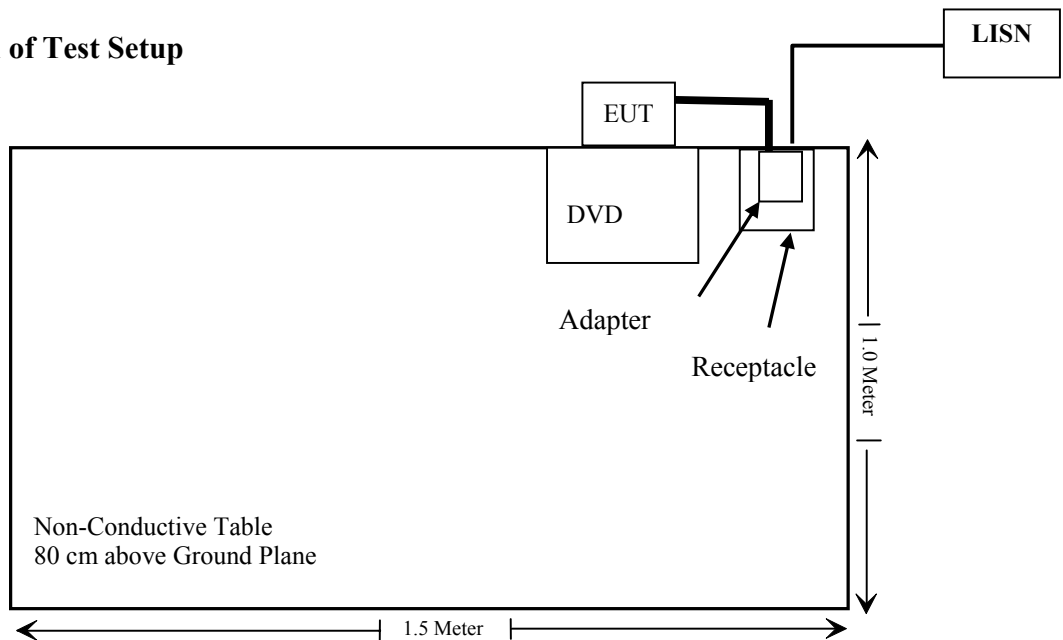 of Test Setup
LISN
EUT
DVD
Adapter
Receptacle
1.0 Meter
Non-Conductive Table
80 cm above Ground Plane
1.5 Meter